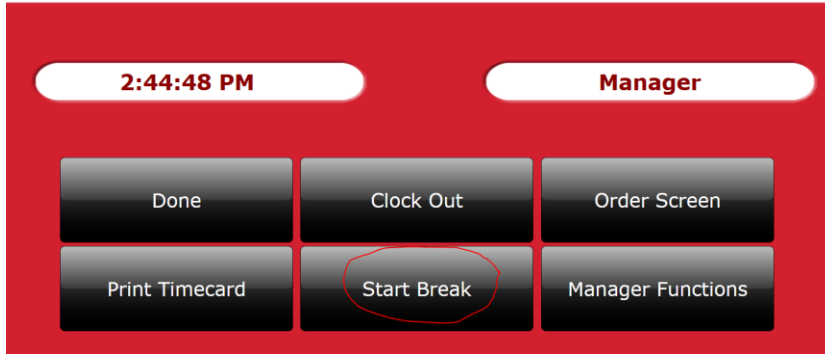 2:44:48 PM Manager
Done Clock Out Order Screen
Print Timecard Start Break Manager Functions